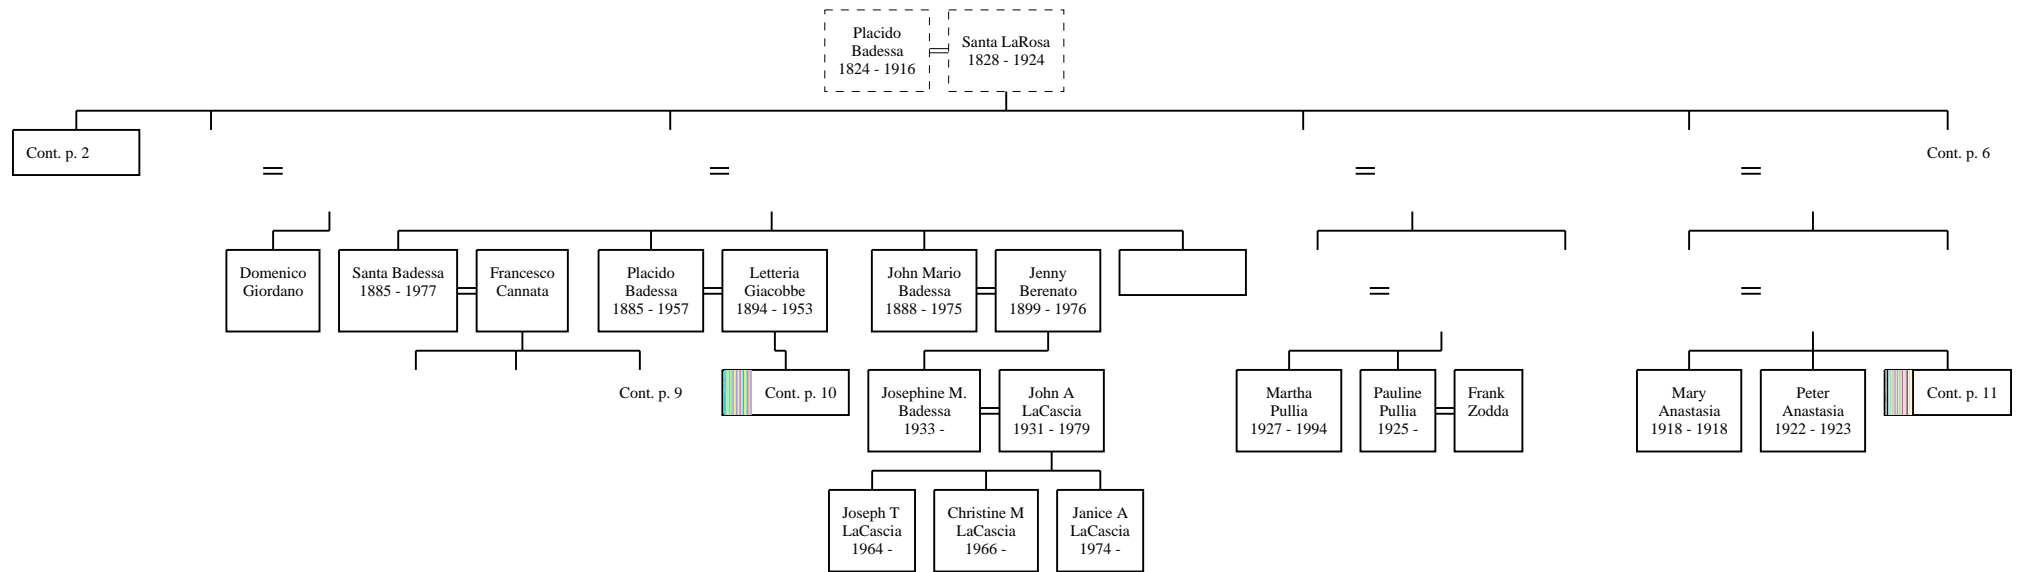 Placido
Badessa
1824 - 1916
Santa LaRosa
1828 - 1924
Cont. p. 2
Cont. p. 6
Domenico
Giordano
Santa Badessa
1885 - 1977
Francesco
Cannata
Placido
Badessa
1885 - 1957
Letteria
Giacobbe
1894 - 1953
John Mario
Badessa
1888 - 1975
Jenny
Berenato
1899 - 1976
Cont. p. 9
Cont. p. 10
Josephine M.
Badessa
1933 -
John A
LaCascia
1931 - 1979
Martha
Pullia
1927 - 1994
Pauline
Pullia
1925 -
Frank
Zodda
Mary
Anastasia
1918 - 1918
Peter
Anastasia
1922 - 1923
Cont. p. 11
Joseph T
LaCascia
1964 -
Christine M
LaCascia
1966 -
Janice A
LaCascia
1974 -